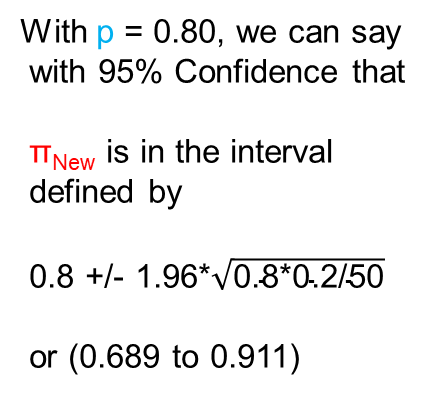 With p = 0.80, we can say
with 95% Confidence that
πNew is in the interval
defined by
0.8 +/- 1.96*√0.8*0.2/50
or (0.689 to 0.911)